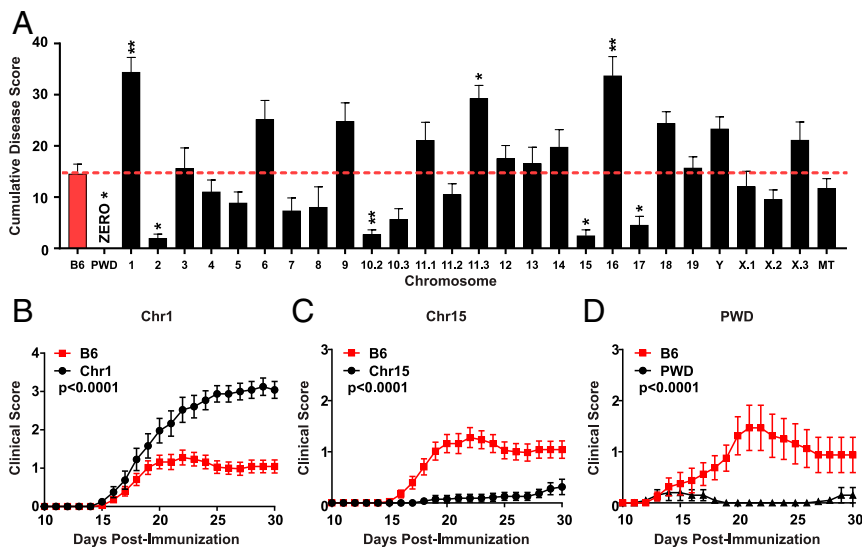 A
Cumulative Disease Score
40
30
20
10
0
ZERO *
**
*
**
*
*
**
*
B6 PWD 1 2 3 4 5 6 7 8 9 10.2 10.3 11.1 11.2 11.3 12 13 14 15 16 17 18 19 Y X.1 X.2 X.3 MT
Chromosome
B
Chr1
Clinical Score
4
3
2
1
0
B6
Chr1
p<0.0001
10 15 20 25 30
Days Post-Immunization
C
Chr15
Clinical Score
3
2
1
0
B6
Chr15
p<0.0001
10 15 20 25 30
Days Post-Immunization
D
PWD
Clinical Score
3
2
1
0
B6
PWD
p<0.0001
10 15 20 25 30
Days Post-Immunization